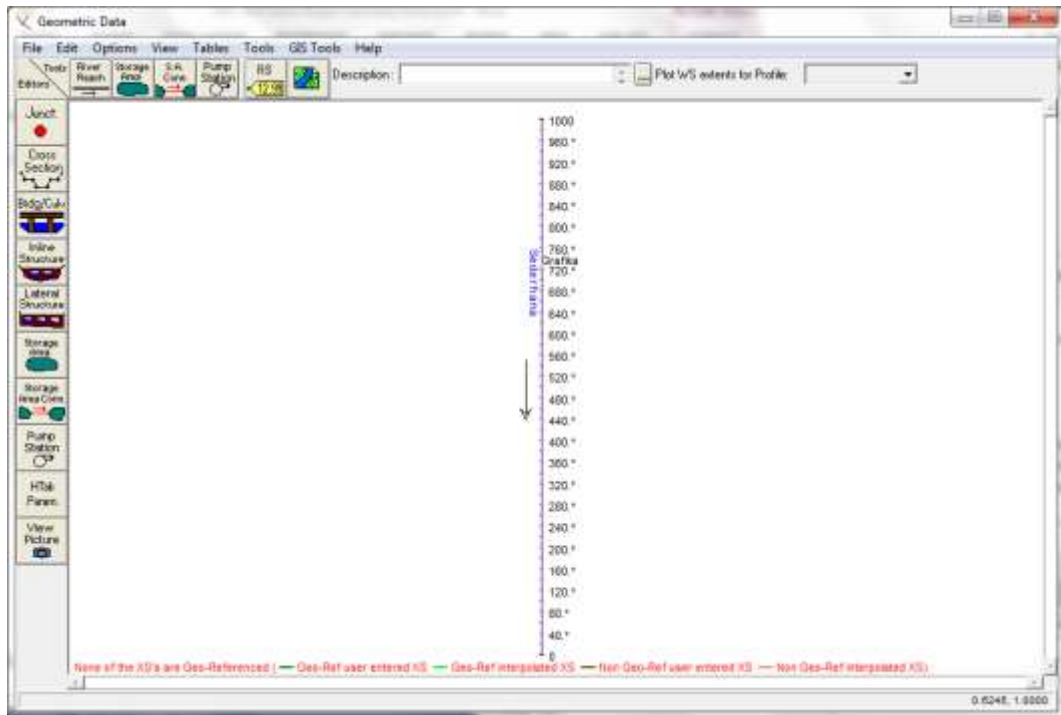 Geometric Data
File Edit Options View Tables Tools GIS Tools Help
Tools
Editors
River
Reach
Storage
Area
S.A.
Conn.
Pump
Station
RS
Description :
Plot WS extents for Profile:
Junct.
Cross
Section
Brdg/Culv
Inline
Structure
Lateral
Structure
Storage
Area
Storage
Area Conn.
Pump
Station
HTab
Param.
View
Picture
1000
960.*
920.*
880.*
840.*
800.*
760.*
Grafika
720.*
680.*
640.*
600.*
560.*
520.*
480.*
440.*
400.*
360.*
320.*
280.*
240.*
200.*
160.*
120.*
80.*
40.*
0
Sederhana
None of the XS's are Geo-Referenced ( Geo-Ref user entered XS Geo-Ref interpolated XS Non Geo-Ref user entered XS Non Geo-Ref interpolated XS)
0.6248, 1.0000